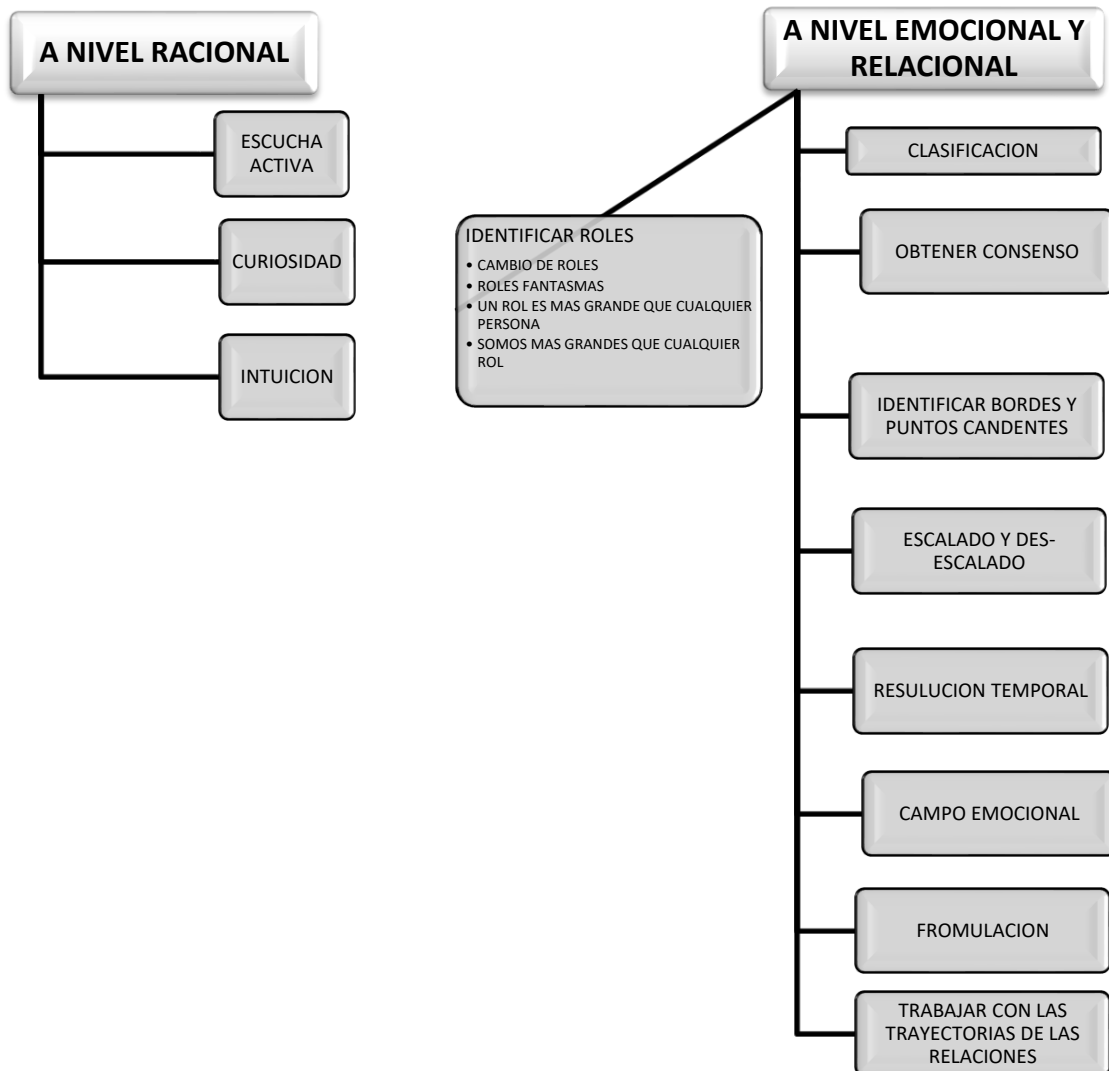 A NIVEL RACIONAL
ESCUCHA
ACTIVA
CURIOSIDAD
INTUICION
A NIVEL EMOCIONAL Y
RELACIONAL
IDENTIFICAR ROLES
• CAMBIO DE ROLES
• ROLES FANTASMAS
• UN ROL ES MAS GRANDE QUE CUALQUIER
PERSONA
• SOMOS MAS GRANDES QUE CUALQUIER
ROL
CLASIFICACION
OBTENER CONSENSO
IDENTIFICAR BORDES Y
PUNTOS CANDENTES
ESCALADO Y DES-
ESCALADO
RESULUCION TEMPORAL
CAMPO EMOCIONAL
FROMULACION
TRABAJAR CON LAS
TRAYECTORIAS DE LAS
RELACIONES